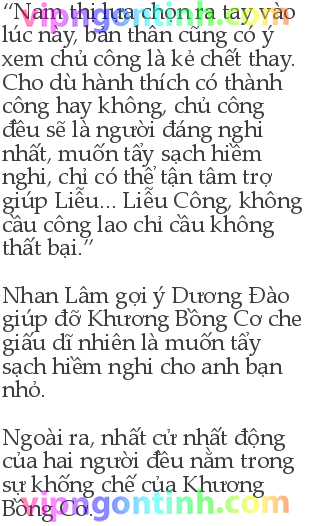 “Nam thị lựa chọn ra tay vào
lúc này, bản thân cũng có ý
xem chủ công là kẻ chết thay.
Cho dù hành thích có thành
công hay không, chủ công
đều sẽ là người đáng nghi
nhất, muốn tẩy sạch hiềm
nghi, chỉ có thể tận tâm trợ
giúp Liễu... Liễu Công, không
cầu công lao chỉ cầu không
thất bại.”
Nhan Lâm gợi ý Dương Đào
giúp đỡ Khương Bồng Cơ che
giấu dĩ nhiên là muốn tẩy
sạch hiềm nghi cho anh bạn
nhỏ.
Ngoài ra, nhất cử nhất động
của hai người đều nằm trong
sự khống chế của Khương
Bồng Cơ.
vipngontinh.com
vipngontinh.com